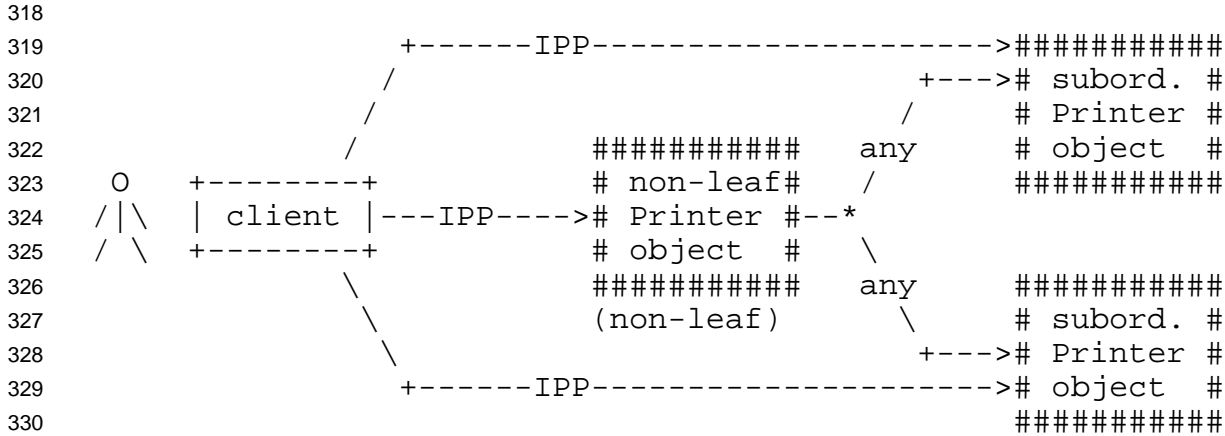 318
319                     +------IPP--------------------->###########
320                    /                            +---># subord. #
321                   /                            /     # Printer #
322                  /            ###########   any      # object  #
323     O   +--------+            # non-leaf#   /        ###########
324    /|\  | client |---IPP----># Printer #--*
325    / \  +--------+            # object  #   \
326                  \            ###########   any      ###########
327                   \           (non-leaf)       \     # subord. #
328                    \                            +---># Printer #
329                     +------IPP---------------------># object  #
330                                                      ###########